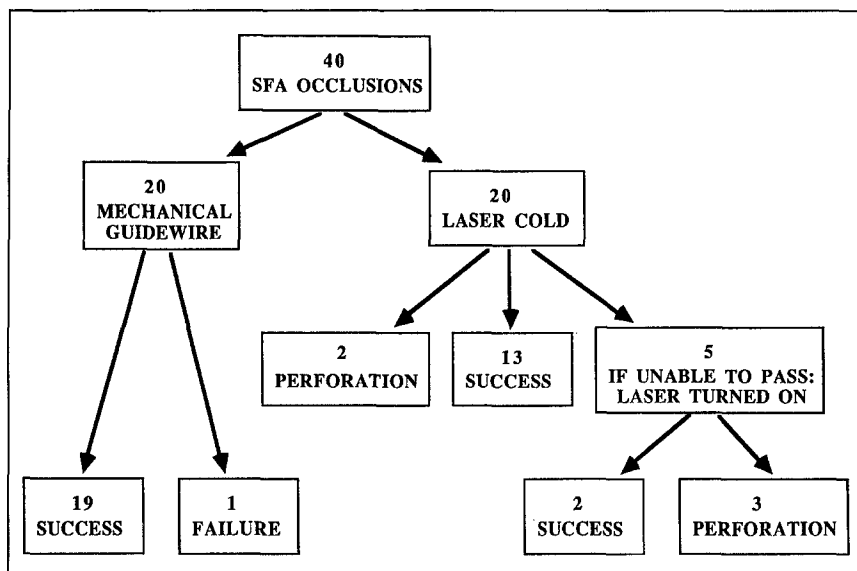 40
SFA OCCLUSIONS
20
MECHANICAL
GUIDEWIRE
20
LASER COLD
2
PERFORATION
13
SUCCESS
5
IF UNABLE TO PASS:
LASER TURNED ON
19
SUCCESS
1
FAILURE
2
SUCCESS
3
PERFORATION